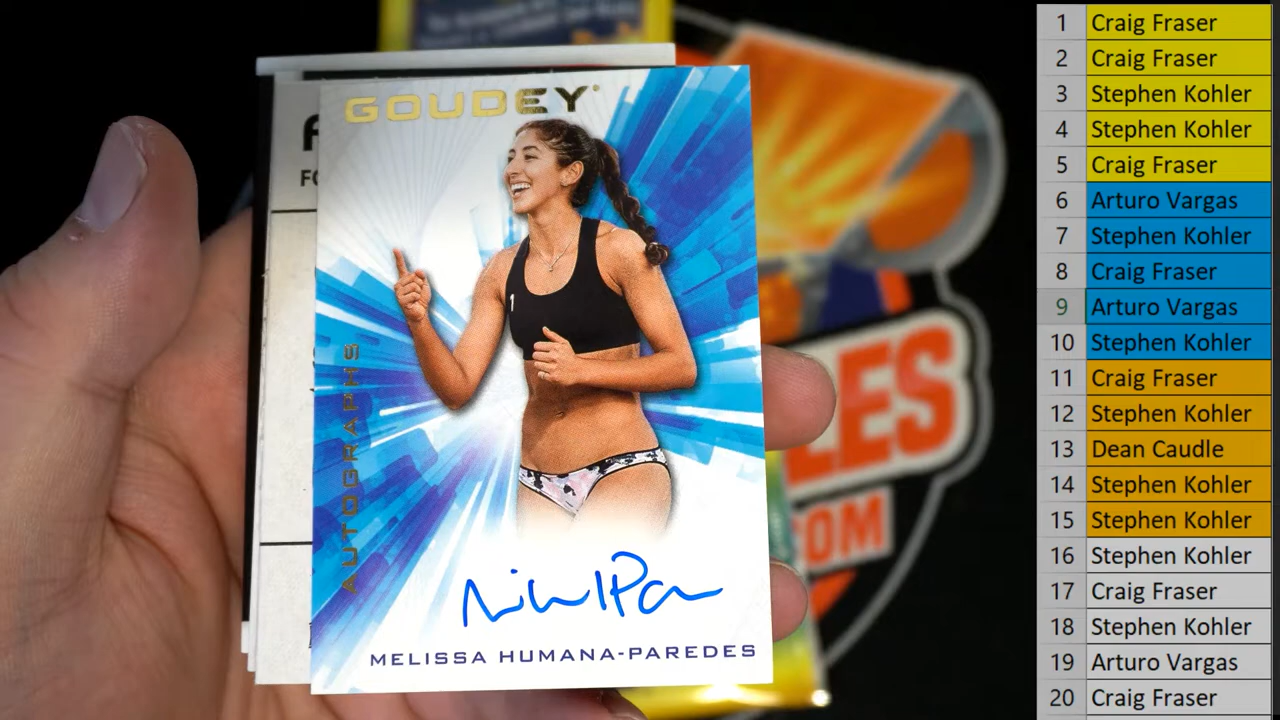 GOUDEY
AUTOGRAPHS
MELISSA HUMANA-PAREDES
LES
COM
1 Craig Fraser
2 Craig Fraser
3 Stephen Kohler
4 Stephen Kohler
5 Craig Fraser
6 Arturo Vargas
7 Stephen Kohler
8 Craig Fraser
9 Arturo Vargas
10 Stephen Kohler
11 Craig Fraser
12 Stephen Kohler
13 Dean Caudle
14 Stephen Kohler
15 Stephen Kohler
16 Stephen Kohler
17 Craig Fraser
18 Stephen Kohler
19 Arturo Vargas
20 Craig Fraser